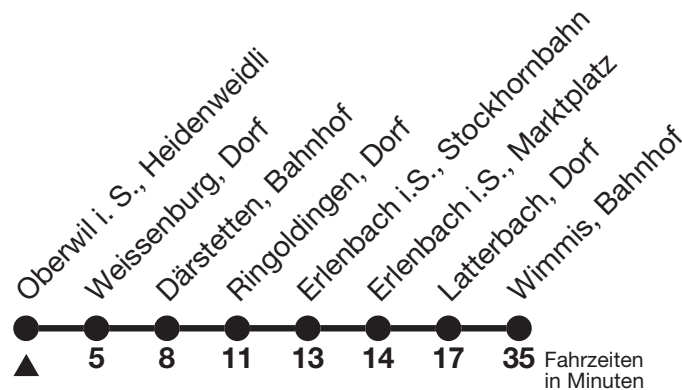 Oberwil i. S., Heidenweidli
Weissenburg, Dorf
Därstetten, Bahnhof
Ringoldingen, Dorf
Erlenbach i.S., Stockhornbahn
Erlenbach i.S., Marktplatz
Latterbach, Dorf
Wimmis, Bahnhof
5 8 11 13 14 17 35 Fahrzeiten
in Minuten